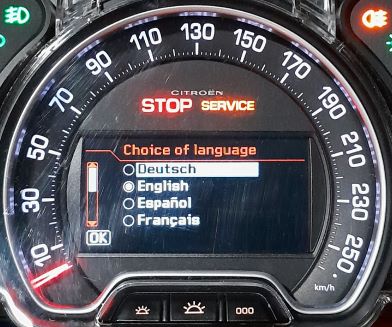 10
30
50
70
90
110
130
150
170
190
210
230
250
km/h
CITROËN
STOP SERVICE
Choice of language
Deutsch
English
Español
Français
OK
000